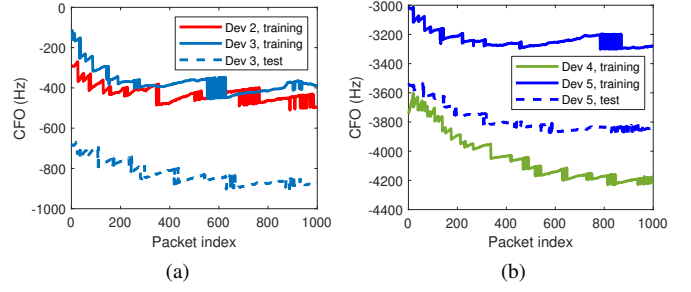 0
-200
-400
-600
-800
-1000
CFO (Hz)
Dev 2, training
Dev 3, training
Dev 3, test
0 200 400 600 800 1000
Packet index
(a)
-3000
-3200
-3400
-3600
-3800
-4000
-4200
-4400
CFO (Hz)
Dev 4, training
Dev 5, training
Dev 5, test
0 200 400 600 800 1000
Packet index
(b)